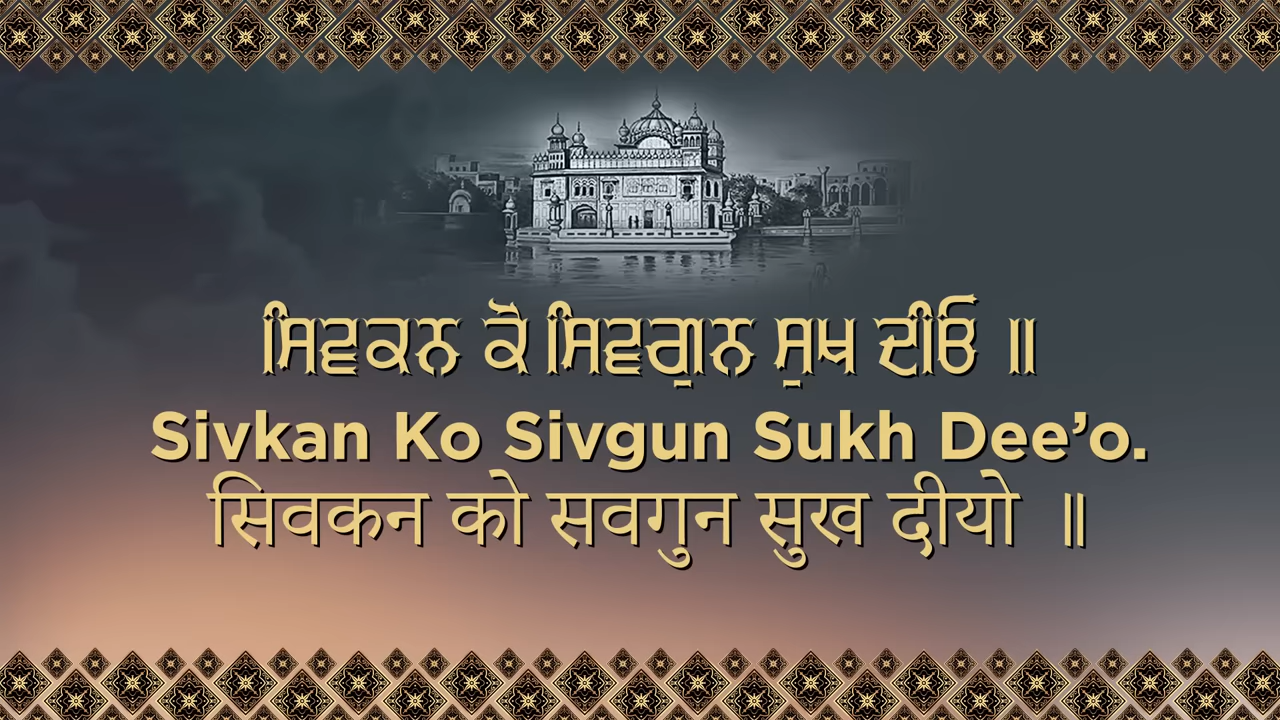 ਸਿਵਕਨ ਕੋ ਸਿਵਗੁਨ ਸੁਖ ਦੀਓ ॥
Sivkan Ko Sivgun Sukh Dee’o.
सिवकन को सवगुन सुख दीयो ॥